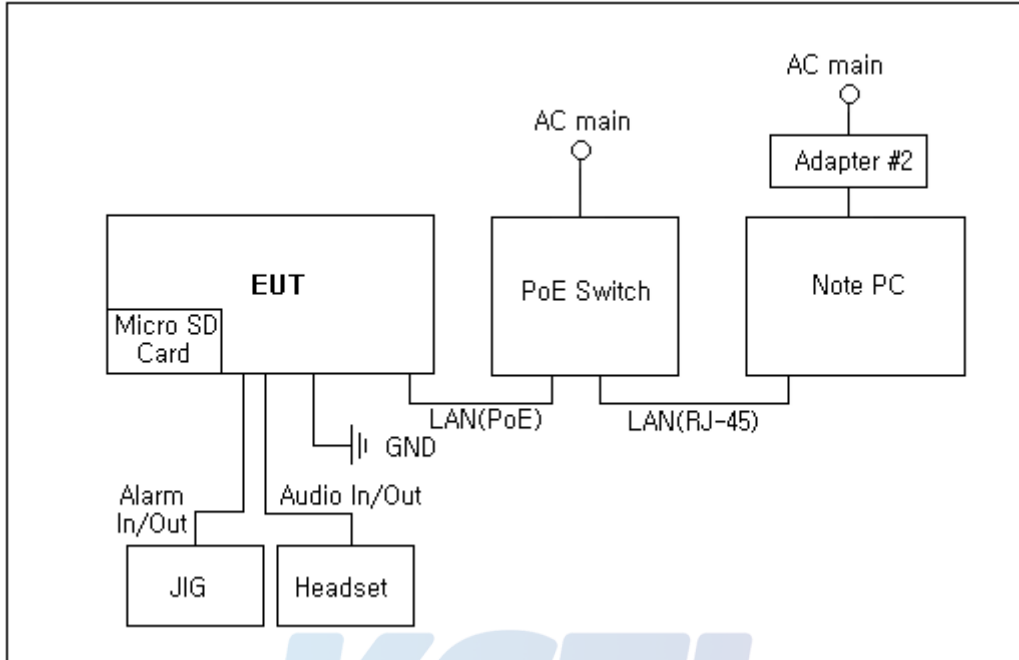 AC main
AC main
Adapter #2
EUT
PoE Switch
Note PC
Micro SD
Card
LAN(PoE)
LAN(RJ-45)
GND
Alarm
In/Out
Audio In/Out
JIG
Headset